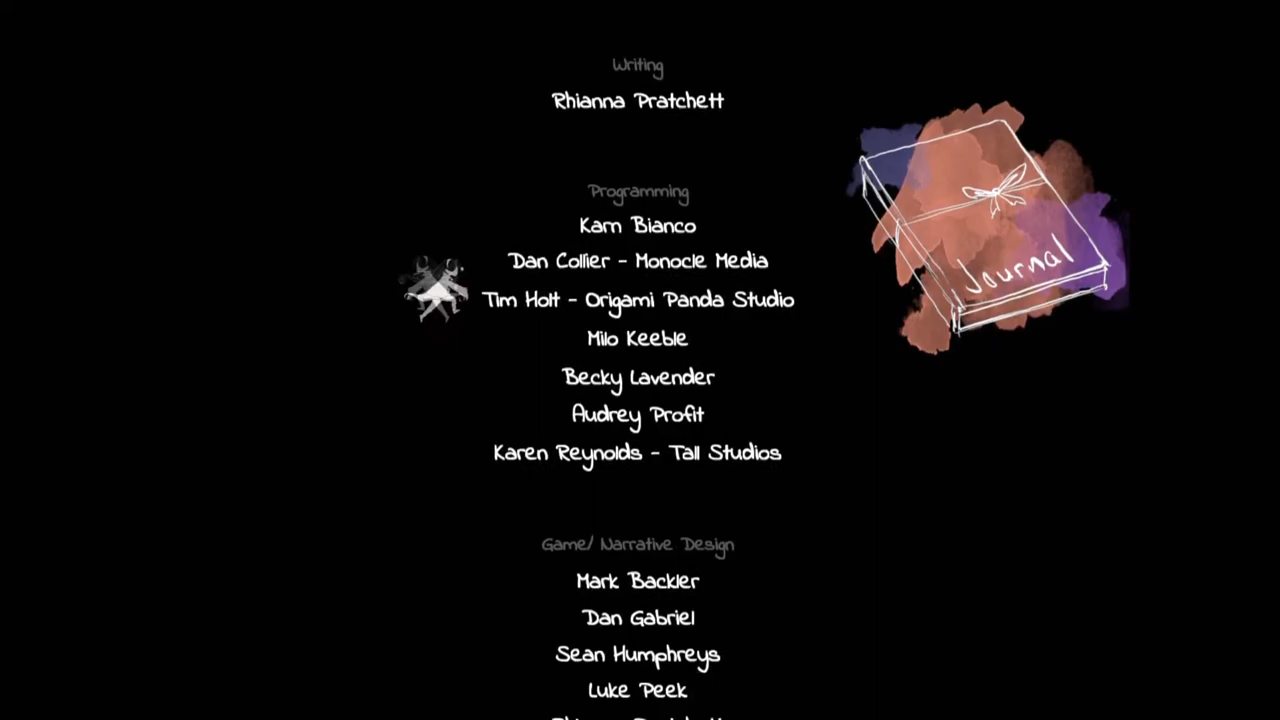 Writing
Rhianna Pratchett
Programming
Kam Bianco
Dan Collier - Monocle Media
Tim Holt - Origami Panda Studio
Milo Keeble
Becky Lavender
Audrey Profit
Karen Reynolds - Tall Studios
Journal
Game/ Narrative Design
Mark Backler
Dan Gabriel
Sean Humphreys
Luke Peek